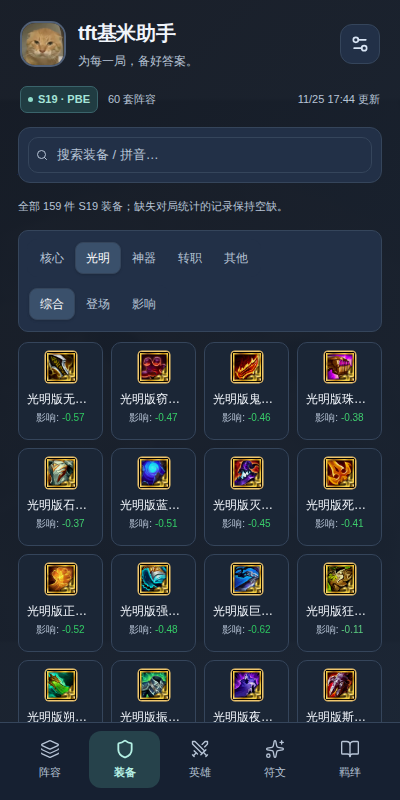 tft基米助手
为每一局，备好答案。
S19 · PBE
60 套阵容
11/25 17:44 更新
搜索装备 / 拼音…
全部 159 件 S19 装备；缺失对局统计的记录保持空缺。
核心 光明 神器 转职 其他
综合 登场 影响
光明版无… 光明版窃… 光明版鬼… 光明版珠…
影响: -0.57 影响: -0.47 影响: -0.46 影响: -0.38
光明版石… 光明版蓝… 光明版灭… 光明版死…
影响: -0.37 影响: -0.51 影响: -0.45 影响: -0.41
光明版正… 光明版强… 光明版巨… 光明版狂…
影响: -0.52 影响: -0.48 影响: -0.62 影响: -0.11
光明版朔… 光明版振… 光明版夜… 光明版斯…
阵容 装备 英雄 符文 羁绊